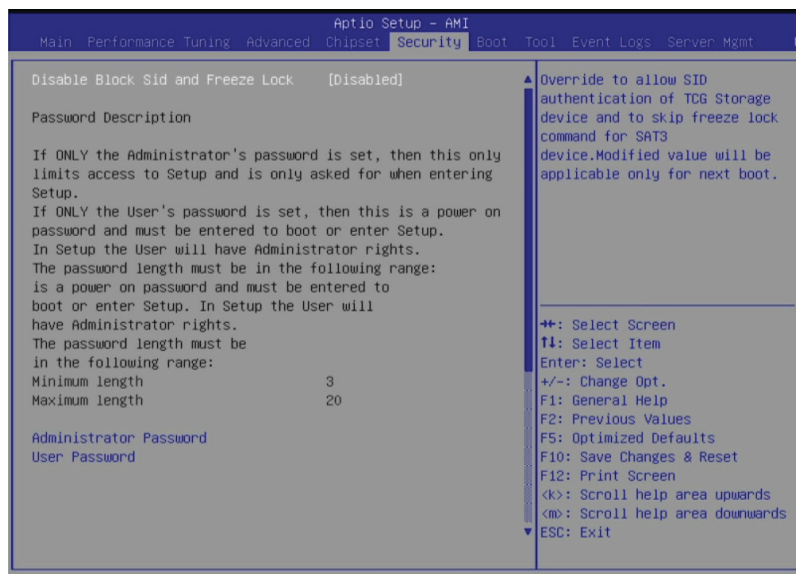 Aptio Setup – AMI
Main Performance Tuning Advanced Chipset Security Boot Tool Event Logs Server Mgmt
Disable Block Sid and Freeze Lock [Disabled]
Password Description
If ONLY the Administrator's password is set, then this only
limits access to Setup and is only asked for when entering
Setup.
If ONLY the User's password is set, then this is a power on
password and must be entered to boot or enter Setup.
In Setup the User will have Administrator rights.
The password length must be in the following range:
is a power on password and must be entered to
boot or enter Setup. In Setup the User will
have Administrator rights.
The password length must be
in the following range:
Minimum length 3
Maximum length 20
Administrator Password
User Password
Override to allow SID
authentication of TCG Storage
device and to skip freeze lock
command for SAT3
device.Modified value will be
applicable only for next boot.
→←: Select Screen
↑↓: Select Item
Enter: Select
+/-: Change Opt.
F1: General Help
F2: Previous Values
F5: Optimized Defaults
F10: Save Changes & Reset
F12: Print Screen
<k>: Scroll help area upwards
<m>: Scroll help area downwards
ESC: Exit